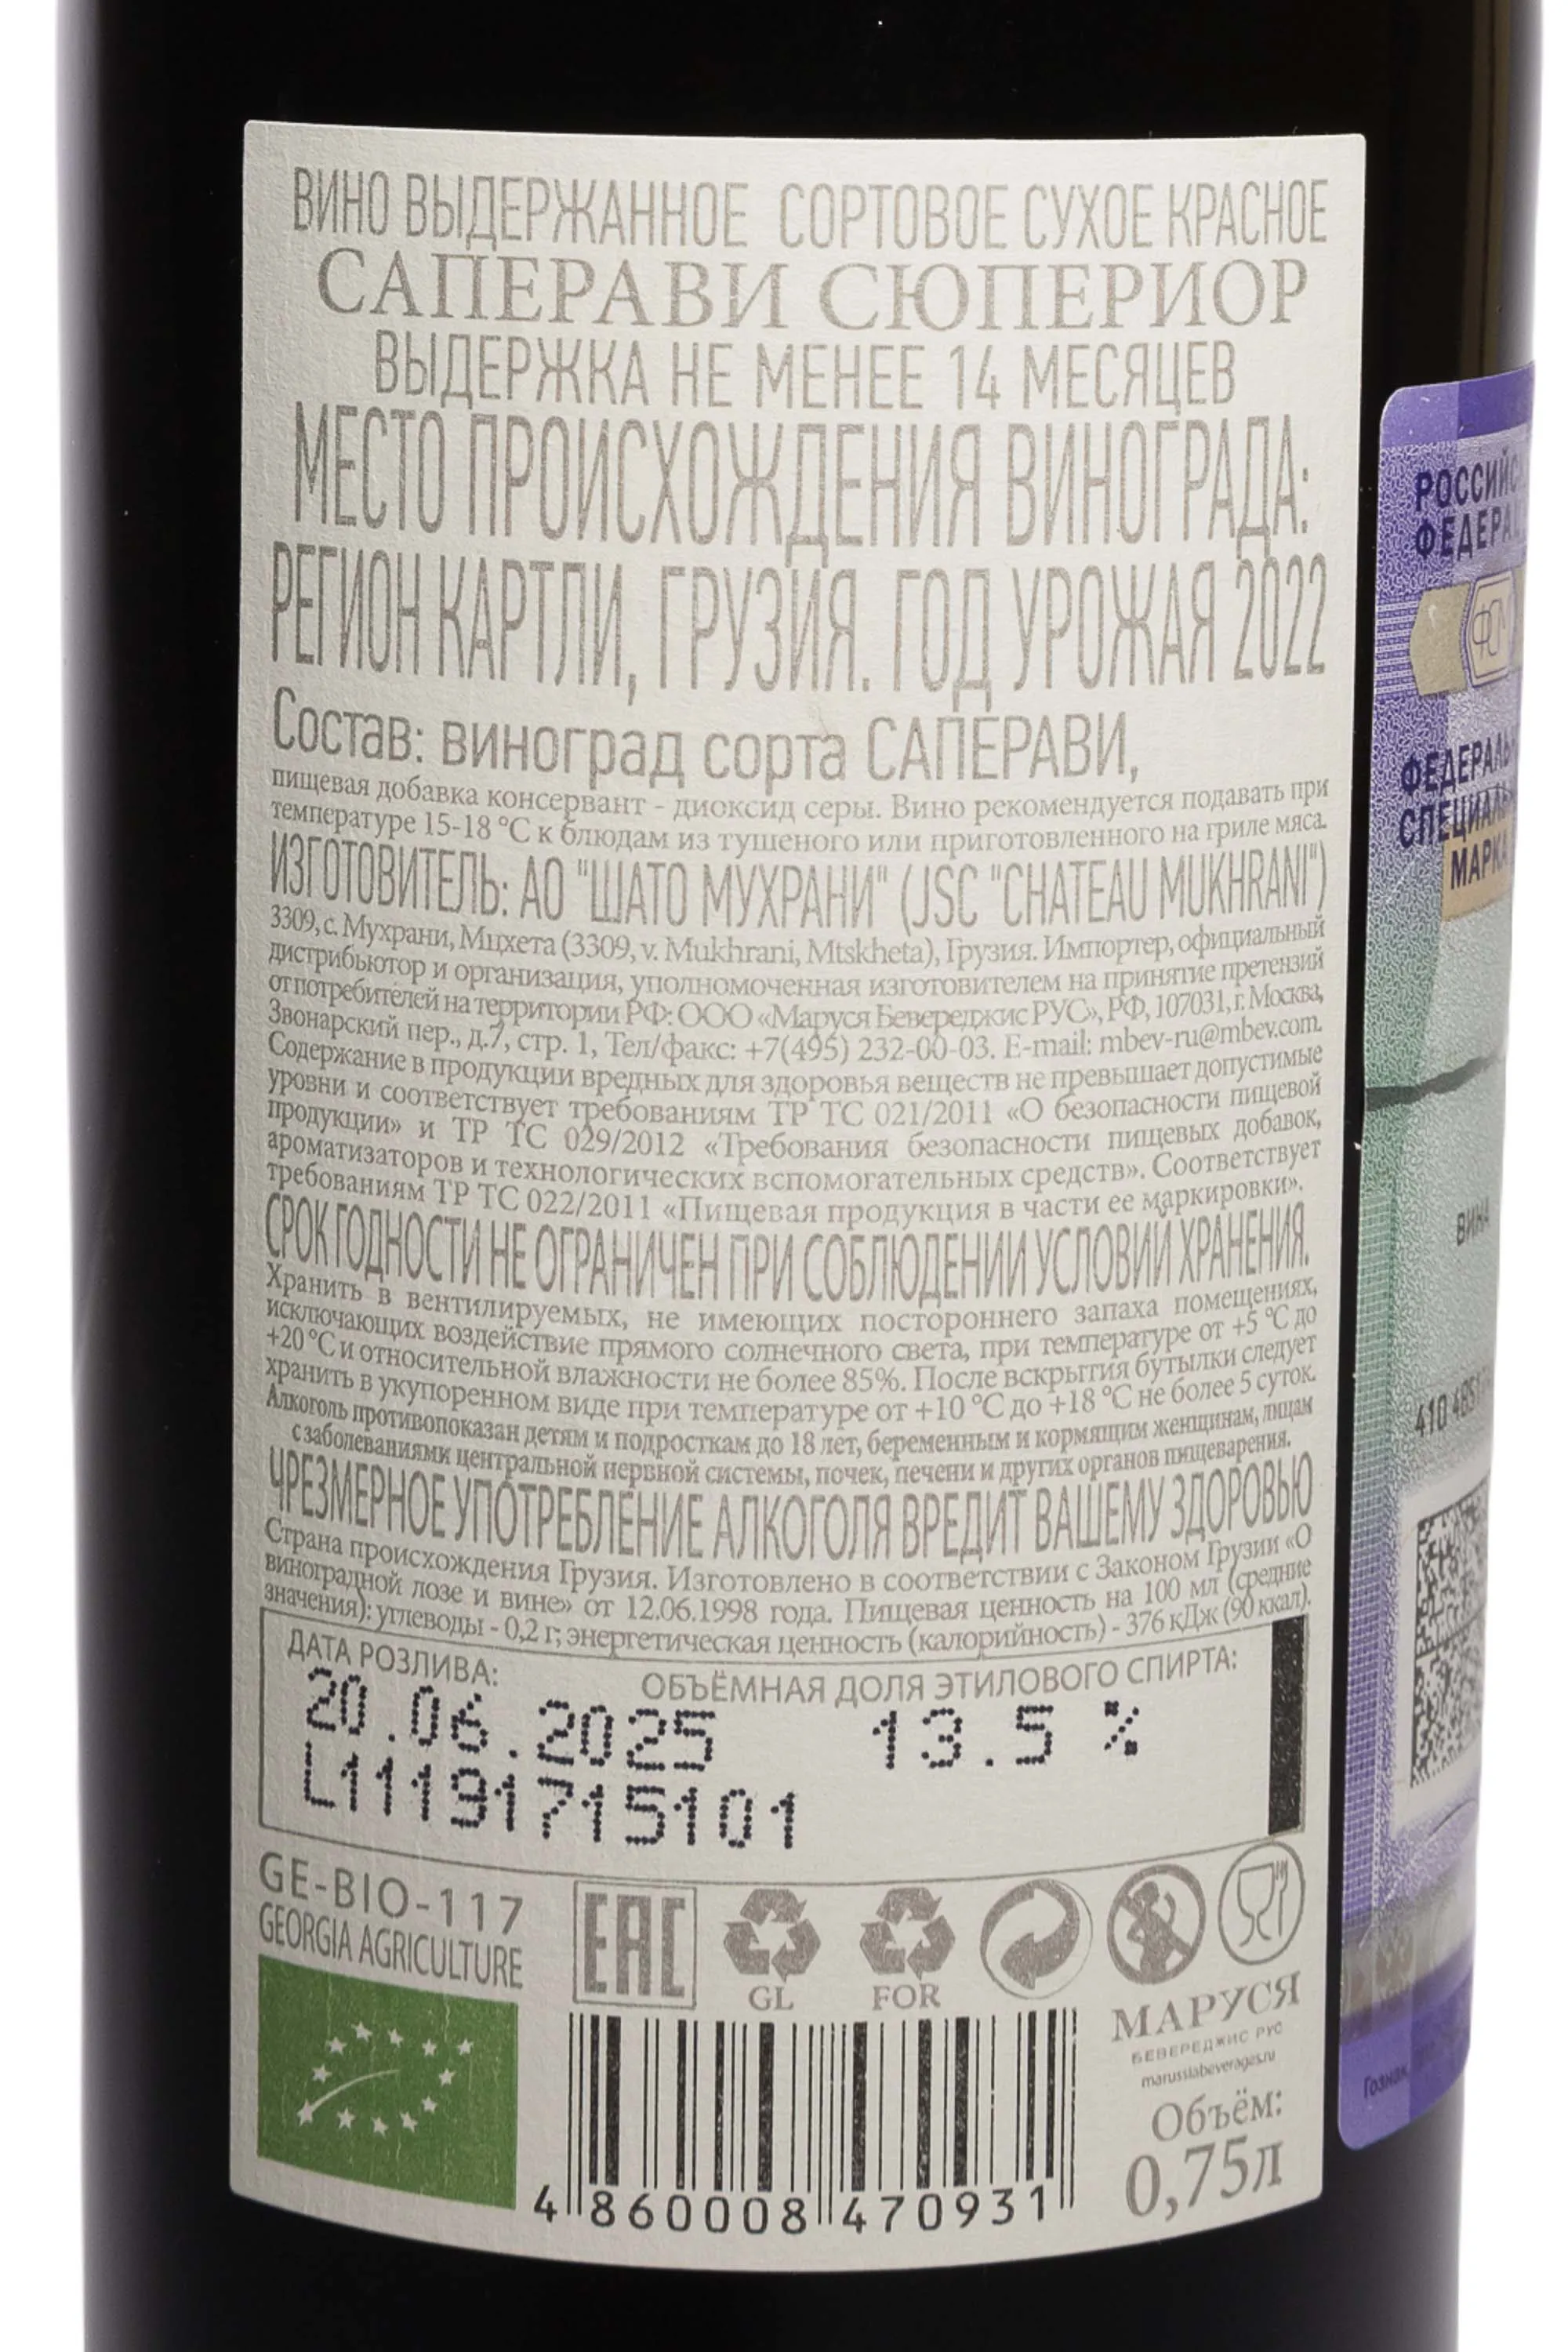 ВИНО ВЫДЕРЖАННОЕ СОРТОВОЕ СУХОЕ КРАСНОЕ
САПЕРАВИ СЮПЕРИОР
ВЫДЕРЖКА НЕ МЕНЕЕ 14 МЕСЯЦЕВ
МЕСТО ПРОИСХОЖДЕНИЯ ВИНОГРАДА:
РЕГИОН КАРТЛИ, ГРУЗИЯ. ГОД УРОЖАЯ 2022
Состав: виноград сорта САПЕРАВИ,
пищевая добавка консервант - диоксид серы. Вино рекомендуется подавать при
температуре 15-18 °C к блюдам из тушеного или приготовленного на гриле мяса.
ИЗГОТОВИТЕЛЬ: АО "ШАТО МУХРАНИ" (JSC "CHATEAU MUKHRANI")
3309, с. Мухрани, Мцхета (3309, v. Mukhrani, Mtskheta), Грузия. Импортер, официальный
дистрибьютор и организация, уполномоченная изготовителем на принятие претензий
от потребителей на территории РФ: ООО «Маруся Бевереджис РУС», РФ, 107031, г. Москва,
Звонарский пер., д.7, стр. 1, Тел/факс: +7(495) 232-00-03. E-mail: mbev-ru@mbev.com.
Содержание в продукции вредных для здоровья веществ не превышает допустимые
уровни и соответствует требованиям ТР ТС 021/2011 «О безопасности пищевой
продукции» и ТР ТС 029/2012 «Требования безопасности пищевых добавок,
ароматизаторов и технологических вспомогательных средств». Соответствует
требованиям ТР ТС 022/2011 «Пищевая продукция в части ее маркировки».
СРОК ГОДНОСТИ НЕ ОГРАНИЧЕН ПРИ СОБЛЮДЕНИИ УСЛОВИЙ ХРАНЕНИЯ.
Хранить в вентилируемых, не имеющих постороннего запаха помещениях,
исключающих воздействие прямого солнечного света, при температуре от +5 °C до
+20 °C и относительной влажности не более 85%. После вскрытия бутылки следует
хранить в укупоренном виде при температуре от +10 °C до +18 °C не более 5 суток.
Алкоголь противопоказан детям и подросткам до 18 лет, беременным и кормящим женщинам, лицам
с заболеваниями центральной нервной системы, почек, печени и других органов пищеварения.
ЧРЕЗМЕРНОЕ УПОТРЕБЛЕНИЕ АЛКОГОЛЯ ВРЕДИТ ВАШЕМУ ЗДОРОВЬЮ
Страна происхождения Грузия. Изготовлено в соответствии с Законом Грузии «О
виноградной лозе и вине» от 12.06.1998 года. Пищевая ценность на 100 мл (средние
значения): углеводы - 0,2 г; энергетическая ценность (калорийность) - 376 кДж (90 ккал).
ДАТА РОЗЛИВА: ОБЪЁМНАЯ ДОЛЯ ЭТИЛОВОГО СПИРТА:
20.06.2025 13.5 %
L11191715101
GE-BIO-117
GEORGIA AGRICULTURE
EAC
GL
FOR
МАРУСЯ
БЕВЕРЕДЖИС РУС
marussiabeverages.ru
Объём:
0,75л
4 860008 470931
РОССИЙС
ФЕДЕРА
ФЕДЕРАЛЬ
СПЕЦИАЛЬ
МАРКА
ВИНА
410
Гознак